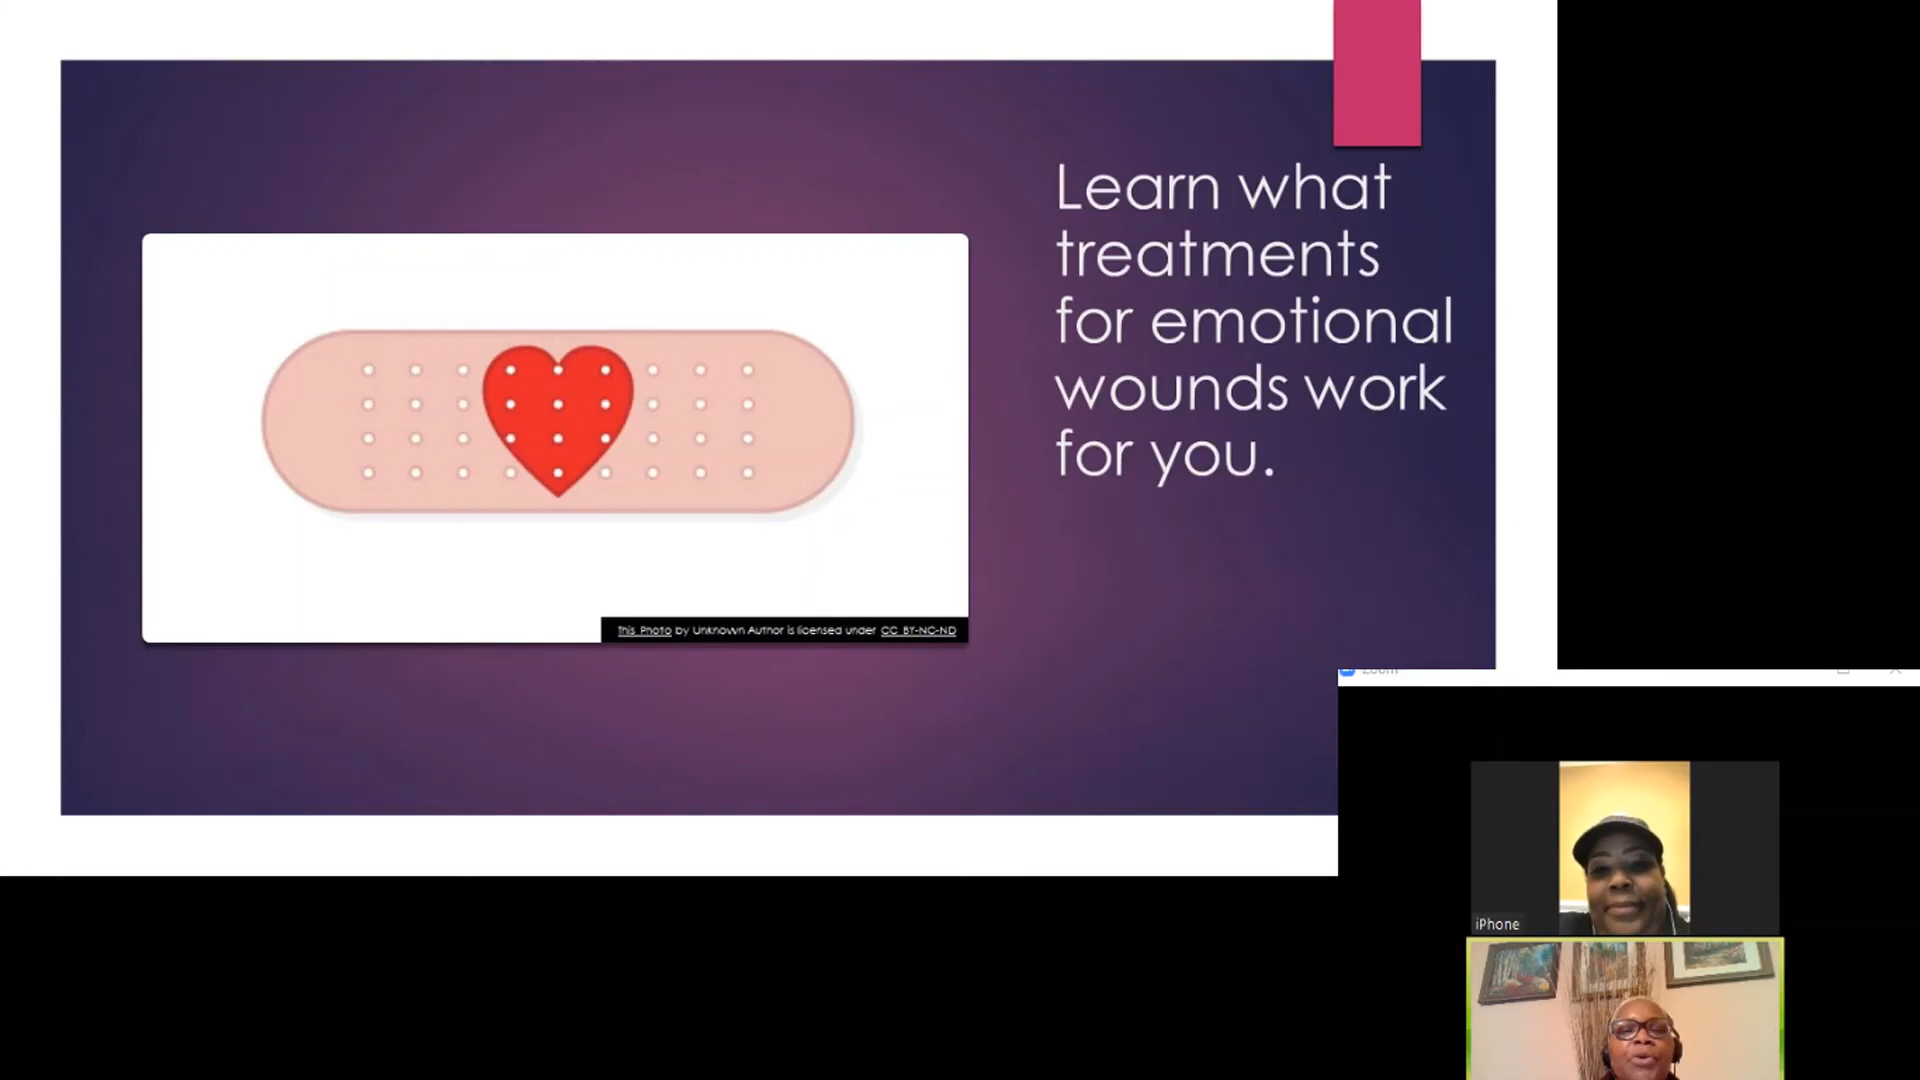 Learn what
treatments
for emotional
wounds work
for you.
This Photo by Unknown Author is licensed under CC BY-NC-ND
Zoom
iPhone